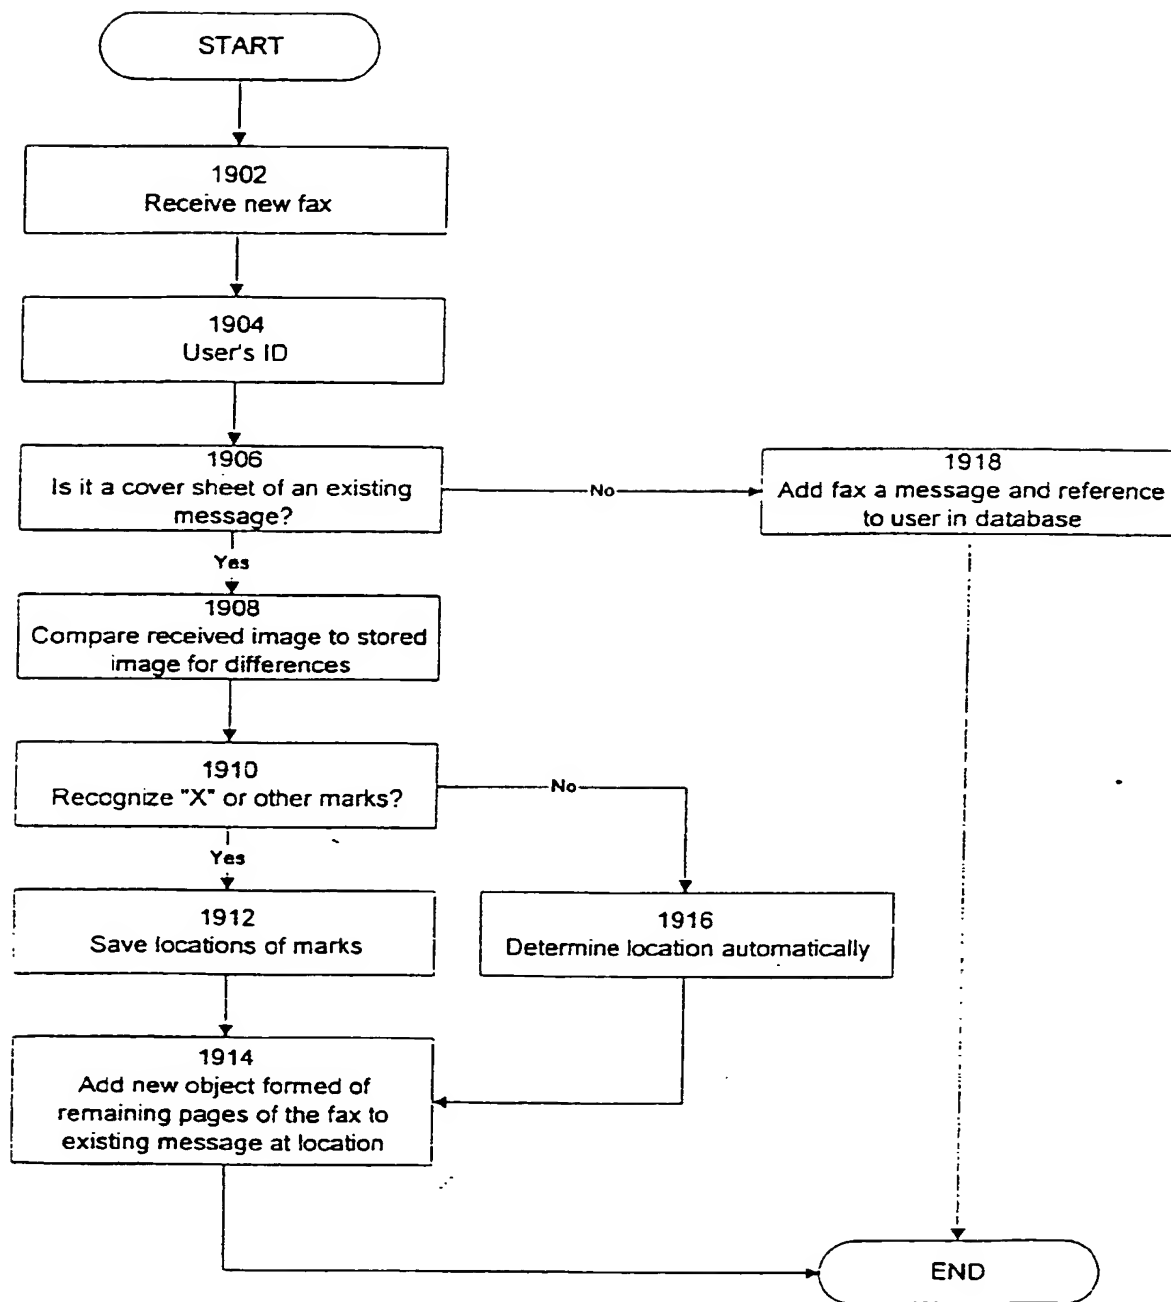 START
1902
Receive new fax
1904
User's ID
1906
Is it a cover sheet of an existing
message?
No
1918
Add fax a message and reference
to user in database
Yes
1908
Compare received image to stored
image for differences
1910
Recognize "X" or other marks?
No
Yes
1912
Save locations of marks
1916
Determine location automatically
1914
Add new object formed of
remaining pages of the fax to
existing message at location
END